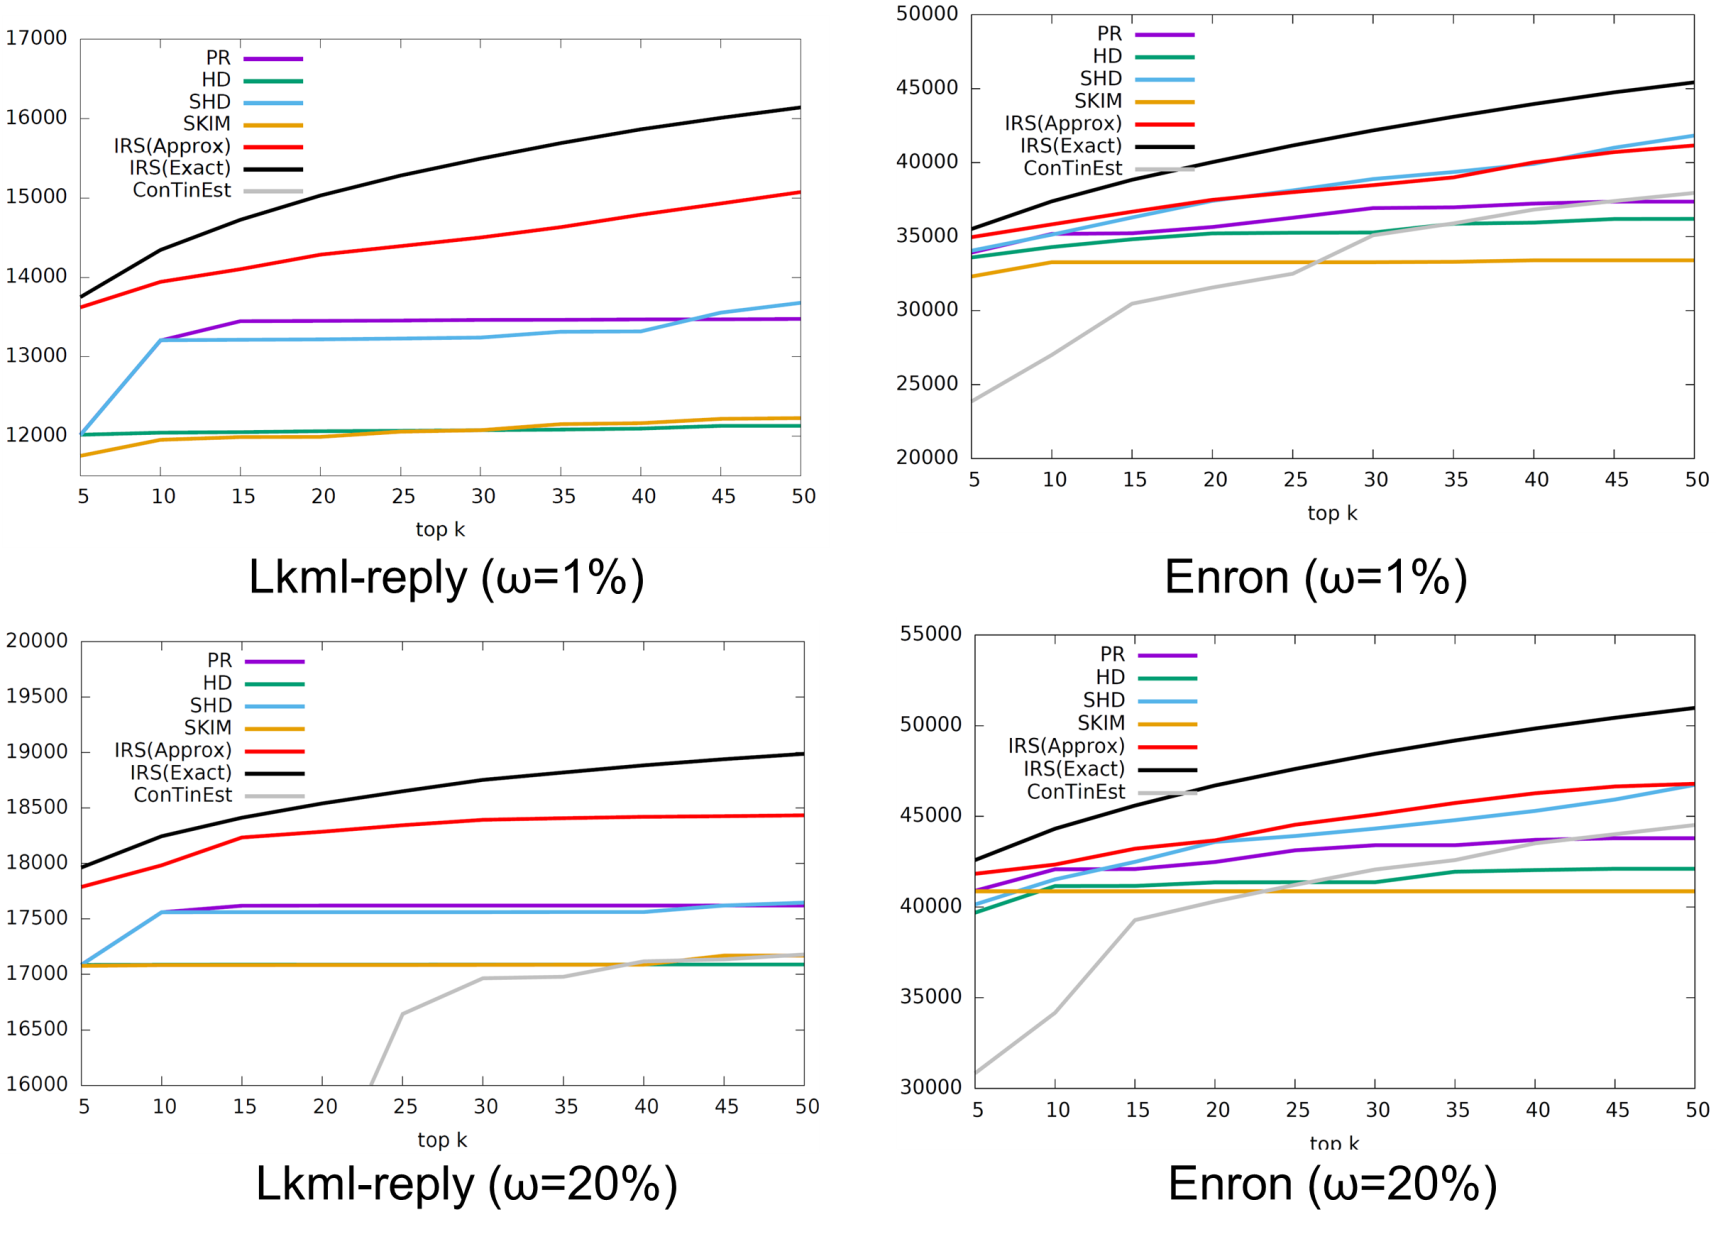 17000
16000
15000
14000
13000
12000
PR
HD
SHD
SKIM
IRS(Approx)
IRS(Exact)
ConTinEst
5 10 15 20 25 30 35 40 45 50
top k
Lkml-reply (ω=1%)
50000
45000
40000
35000
30000
25000
20000
PR
HD
SHD
SKIM
IRS(Approx)
IRS(Exact)
ConTinEst
5 10 15 20 25 30 35 40 45 50
top k
Enron (ω=1%)
20000
19500
19000
18500
18000
17500
17000
16500
16000
PR
HD
SHD
SKIM
IRS(Approx)
IRS(Exact)
ConTinEst
5 10 15 20 25 30 35 40 45 50
top k
Lkml-reply (ω=20%)
55000
50000
45000
40000
35000
30000
PR
HD
SHD
SKIM
IRS(Approx)
IRS(Exact)
ConTinEst
5 10 15 20 25 30 35 40 45 50
top k
Enron (ω=20%)